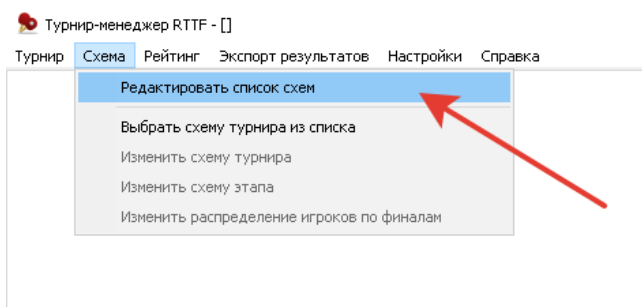 Турнир-менеджер RTTF - []
Турнир Схема Рейтинг Экспорт результатов Настройки Справка
Редактировать список схем
Выбрать схему турнира из списка
Изменить схему турнира
Изменить схему этапа
Изменить распределение игроков по финалам